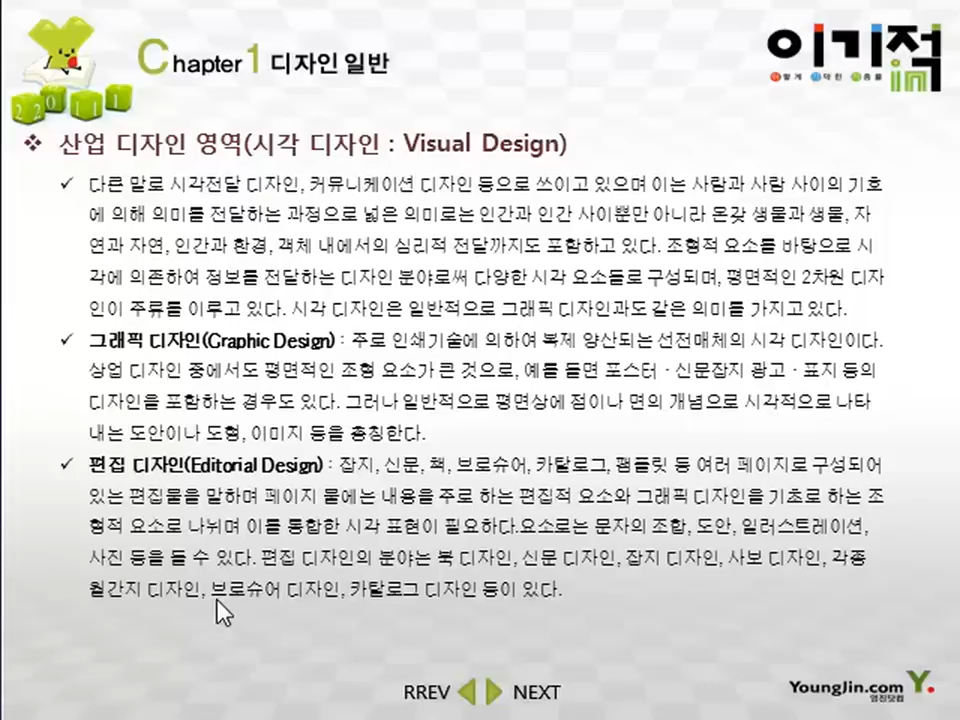 Chapter 1 디자인 일반
이기적in
2 2 0 1 1 1
❖ 산업 디자인 영역(시각 디자인 : Visual Design)
✓ 다른 말로 시각전달 디자인, 커뮤니케이션 디자인 등으로 쓰이고 있으며 이는 사람과 사람 사이의 기호
에 의해 의미를 전달하는 과정으로 넓은 의미로는 인간과 인간 사이뿐만 아니라 온갖 생물과 생물, 자
연과 자연, 인간과 환경, 객체 내에서의 심리적 전달까지도 포함하고 있다. 조형적 요소를 바탕으로 시
각에 의존하여 정보를 전달하는 디자인 분야로써 다양한 시각 요소들로 구성되며, 평면적인 2차원 디자
인이 주류를 이루고 있다. 시각 디자인은 일반적으로 그래픽 디자인과도 같은 의미를 가지고 있다.
✓ 그래픽 디자인(Graphic Design) : 주로 인쇄기술에 의하여 복제 양산되는 선전매체의 시각 디자인이다.
상업 디자인 중에서도 평면적인 조형 요소가 큰 것으로, 예를 들면 포스터 · 신문잡지 광고 · 표지 등의
디자인을 포함하는 경우도 있다. 그러나 일반적으로 평면상에 점이나 면의 개념으로 시각적으로 나타
내는 도안이나 도형, 이미지 등을 총칭한다.
✓ 편집 디자인(Editorial Design) : 잡지, 신문, 책, 브로슈어, 카탈로그, 팸플릿 등 여러 페이지로 구성되어
있는 편집물을 말하며 페이지 물에는 내용을 주로 하는 편집적 요소와 그래픽 디자인을 기초로 하는 조
형적 요소로 나뉘며 이를 통합한 시각 표현이 필요하다.요소로는 문자의 조합, 도안, 일러스트레이션,
사진 등을 들 수 있다. 편집 디자인의 분야는 북 디자인, 신문 디자인, 잡지 디자인, 사보 디자인, 각종
월간지 디자인, 브로슈어 디자인, 카탈로그 디자인 등이 있다.
RREV NEXT
YoungJin.com Y.
영진닷컴